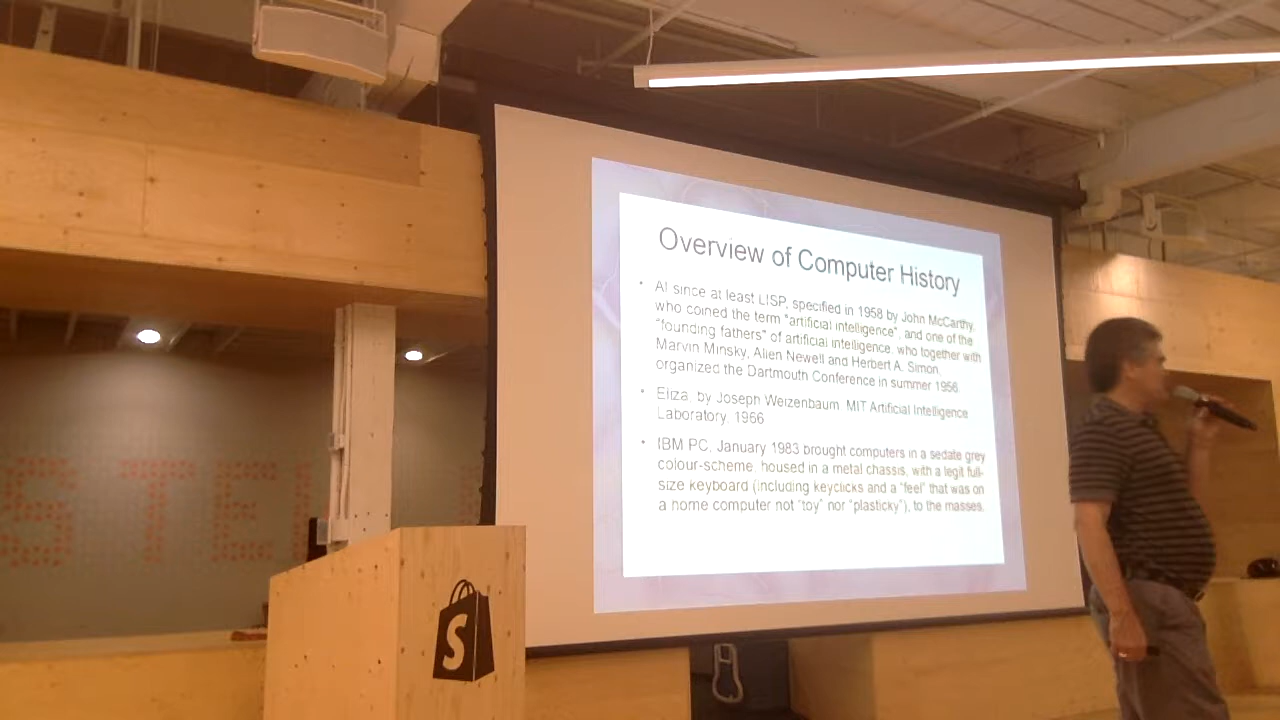 Overview of Computer History
• AI since at least LISP, specified in 1958 by John McCarthy,
who coined the term "artificial intelligence", and one of the
"founding fathers" of artificial intelligence, who together with
Marvin Minsky, Allen Newell and Herbert A. Simon,
organized the Dartmouth Conference in summer 1956.
• Eliza, by Joseph Weizenbaum, MIT Artificial Intelligence
Laboratory, 1966
• IBM PC, January 1983 brought computers in a sedate grey
colour-scheme, housed in a metal chassis, with a legit full-
size keyboard (including keyclicks and a "feel" that was on
a home computer not "toy" nor "plasticky"), to the masses.
STEL
S